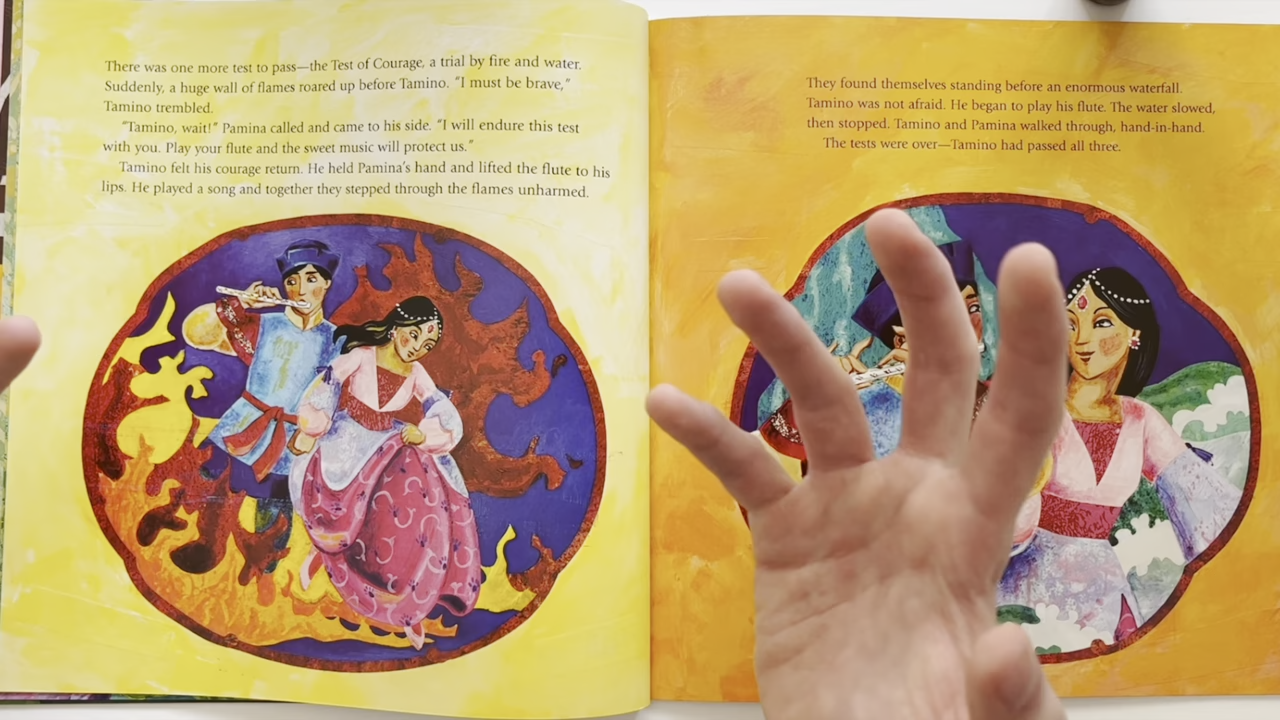 There was one more test to pass—the Test of Courage, a trial by fire and water.
Suddenly, a huge wall of flames roared up before Tamino. "I must be brave,"
Tamino trembled.
"Tamino, wait!" Pamina called and came to his side. "I will endure this test
with you. Play your flute and the sweet music will protect us."
Tamino felt his courage return. He held Pamina's hand and lifted the flute to his
lips. He played a song and together they stepped through the flames unharmed.
They found themselves standing before an enormous waterfall.
Tamino was not afraid. He began to play his flute. The water slowed,
then stopped. Tamino and Pamina walked through, hand-in-hand.
The tests were over—Tamino had passed all three.